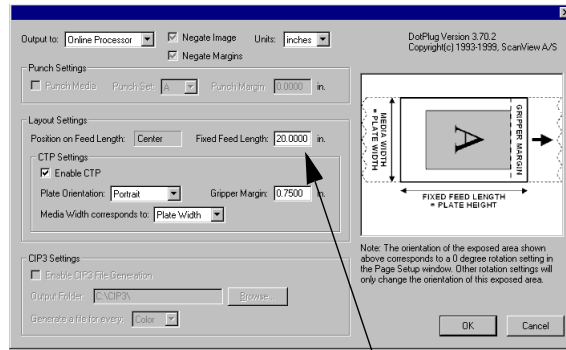 Output to: Online Processor Negate Image Units: inches
Negate Margins
DotPlug Version 3.70.2
Copyright(c) 1993-1999, ScanView A/S
Punch Settings
Punch Media Punch Set: A Punch Margin 0.0000 in.
Layout Settings
Position on Feed Length: Center Fixed Feed Length: 20.0000 in.
CTP Settings
Enable CTP
Plate Orientation: Portrait Gripper Margin: 0.7500 in.
Media Width corresponds to: Plate Width
CIP3 Settings
Enable CIP3 File Generation
Output Folder C:\CIP3\ Browse...
Generate a file for every: Color
MEDIA WIDTH
= PLATE WIDTH
A
GRIPPER MARGIN
FIXED FEED LENGTH
= PLATE HEIGHT
Note: The orientation of the exposed area shown
above corresponds to a 0 degree rotation setting in
the Page Setup window. Other rotation settings will
only change the orientation of this exposed area.
OK Cancel